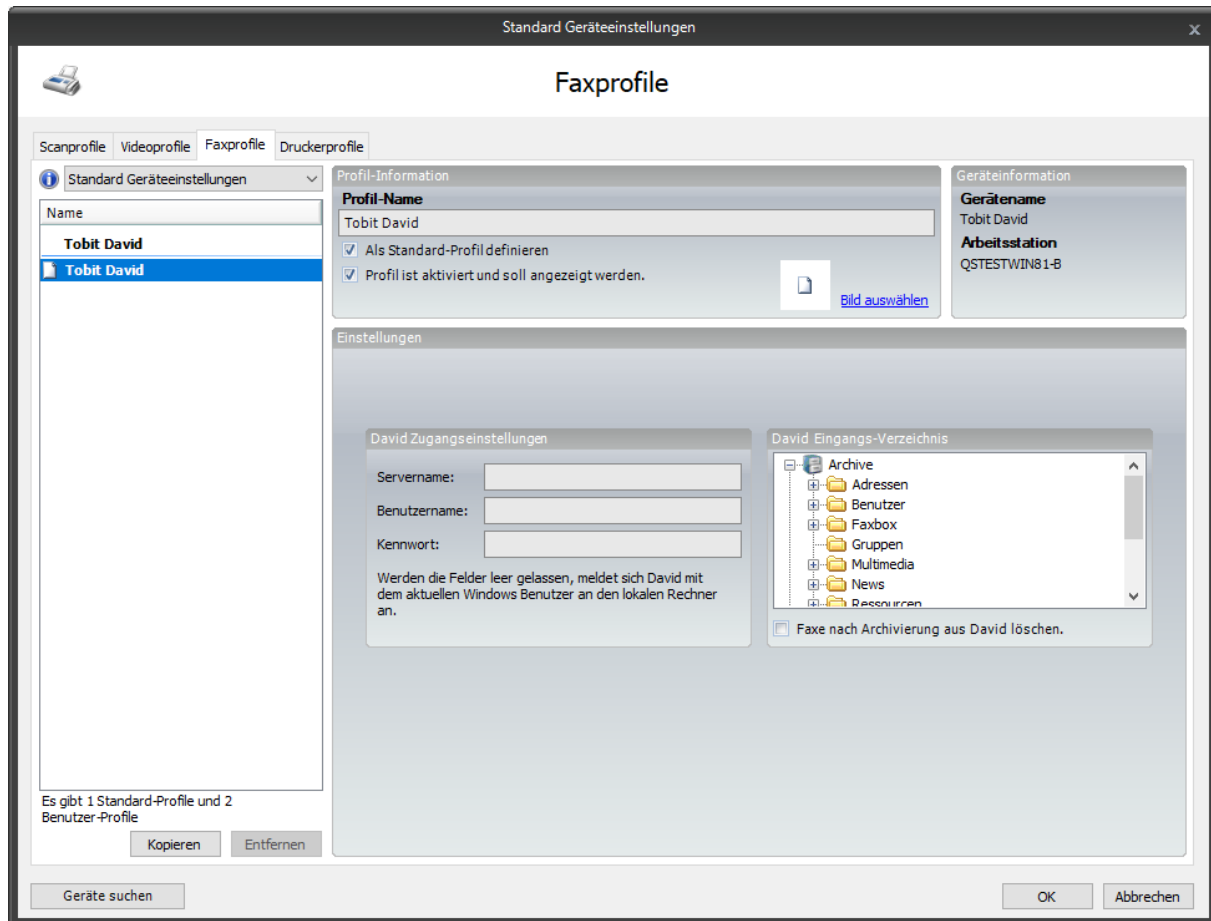 Standard Geräteeinstellungen
x
Faxprofile
Scanprofile Videoprofile Faxprofile Druckerprofile
Standard Geräteeinstellungen
Name
Tobit David
Tobit David
Es gibt 1 Standard-Profile und 2
Benutzer-Profile
Kopieren Entfernen
Profil-Information
Profil-Name
Tobit David
Als Standard-Profil definieren
Profil ist aktiviert und soll angezeigt werden.
Bild auswählen
Geräteinformation
Gerätename
Tobit David
Arbeitsstation
QSTESTWIN81-B
Einstellungen
David Zugangseinstellungen
Servername:
Benutzername:
Kennwort:
Werden die Felder leer gelassen, meldet sich David mit
dem aktuellen Windows Benutzer an den lokalen Rechner
an.
David Eingangs-Verzeichnis
Archive
Adressen
Benutzer
Faxbox
Gruppen
Multimedia
News
Ressourcen
Faxe nach Archivierung aus David löschen.
Geräte suchen
OK Abbrechen